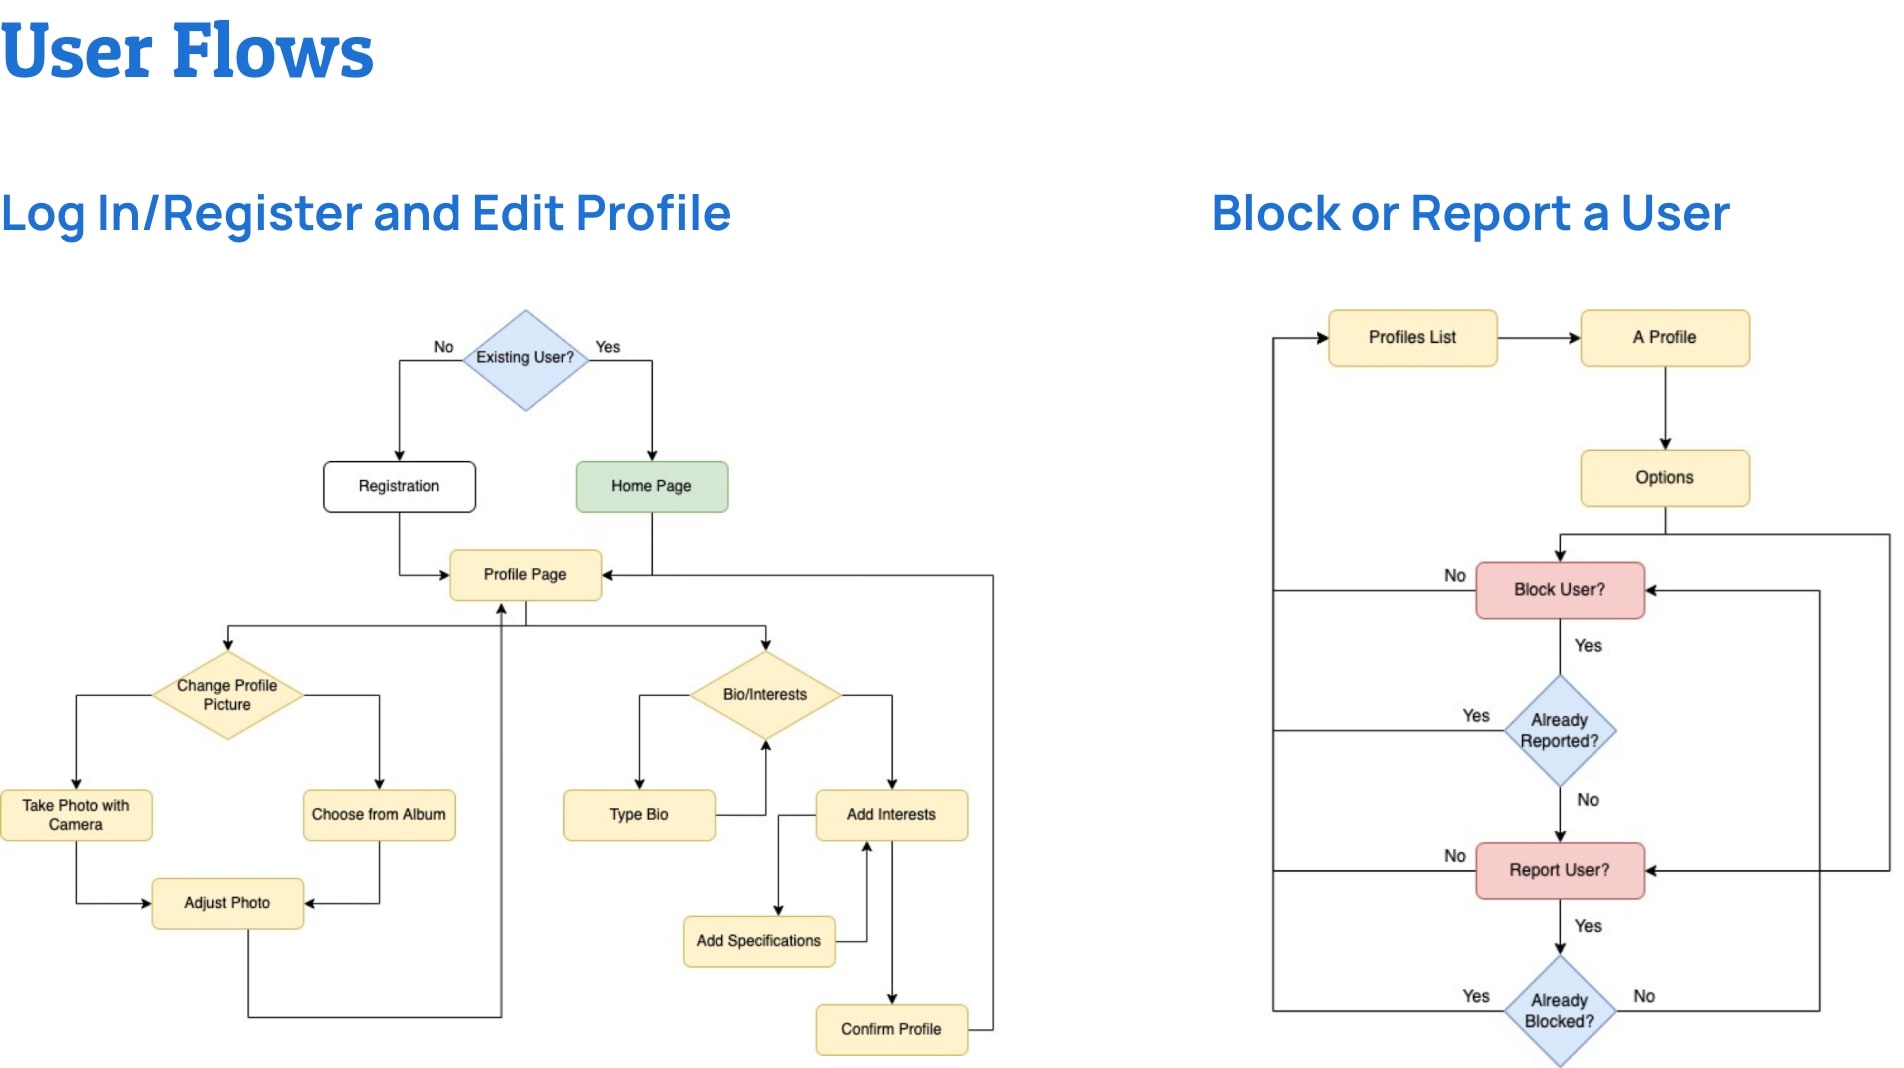 User Flows
Log In/Register and Edit Profile
No
Existing User?
Yes
Registration
Home Page
Profile Page
Change Profile
Picture
Bio/Interests
Take Photo with
Camera
Choose from Album
Type Bio
Add Interests
Adjust Photo
Add Specifications
Confirm Profile
Block or Report a User
Profiles List
A Profile
Options
No
Block User?
Yes
Yes
Already
Reported?
No
No
Report User?
Yes
Yes
Already
Blocked?
No